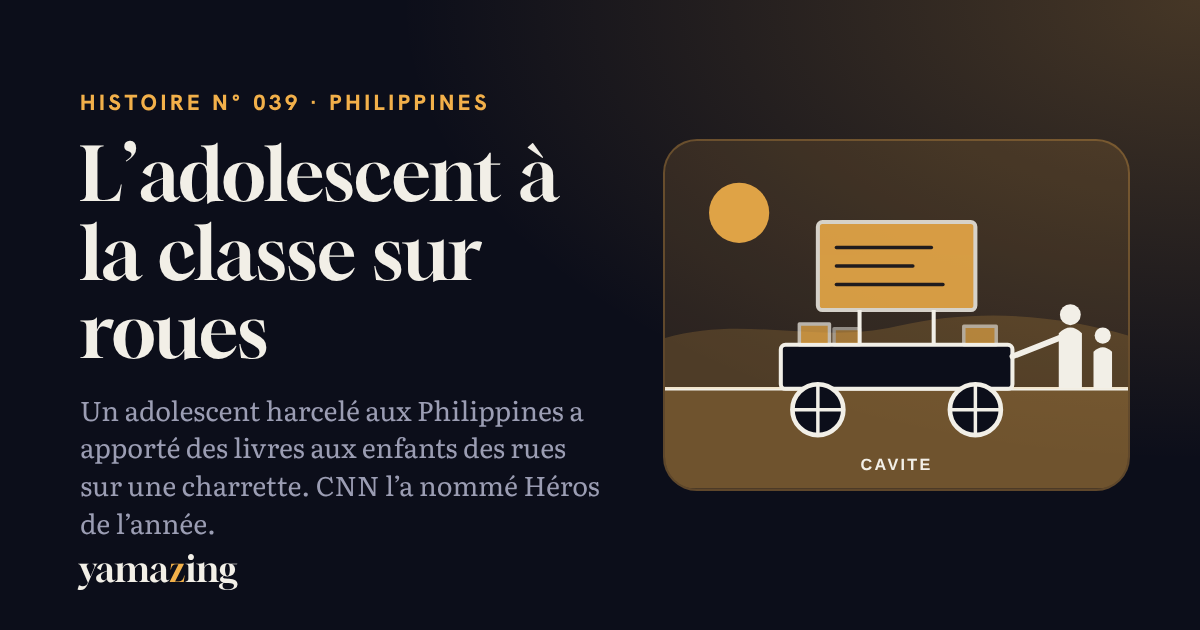 HISTOIRE N° 039 · PHILIPPINES
L’adolescent à
la classe sur
roues
Un adolescent harcelé aux Philippines a
apporté des livres aux enfants des rues
sur une charrette. CNN l’a nommé Héros
de l’année.
yamazing
CAVITE